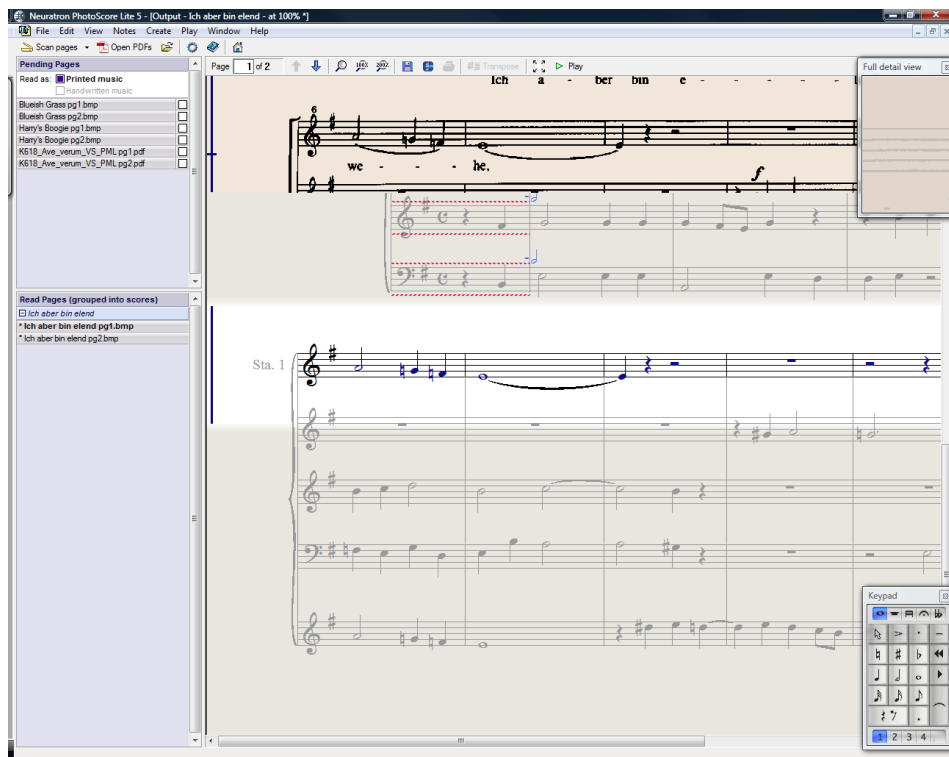 Neuratron PhotoScore Lite 5 - [Output - Ich aber bin elend - at 100% *]
File Edit View Notes Create Play Window Help
Scan pages Open PDFs
Pending Pages
Read as: Printed music
Handwritten music
Blueish Grass pg1.bmp
Blueish Grass pg2.bmp
Harry's Boogie pg1.bmp
Harry's Boogie pg2.bmp
K618_Ave_verum_VS_PML pg1.pdf
K618_Ave_verum_VS_PML pg2.pdf
Read Pages (grouped into scores)
Ich aber bin elend
* Ich aber bin elend pg1.bmp
* Ich aber bin elend pg2.bmp
Page 1 of 2 100% 200% Transpose Play
Full detail view
Ich a - ber bin e - - - - -
6
we - - - he,
f
Sta. 1
Keypad
1 2 3 4